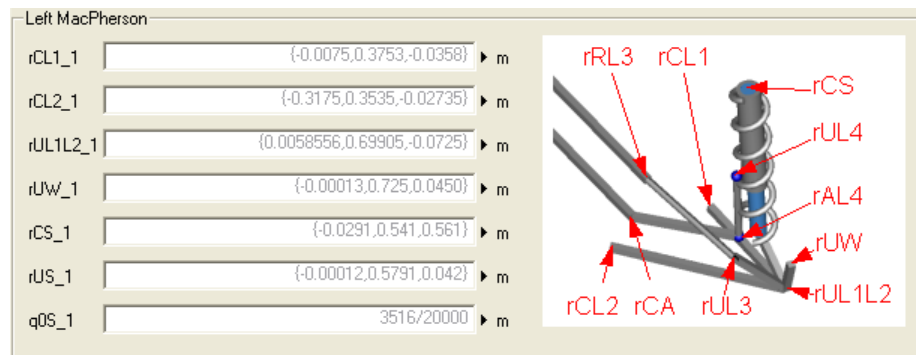 Left MacPherson
rCL1_1 {-0.0075,0.3753,-0.0358} m
rCL2_1 {-0.3175,0.3535,-0.02735} m
rUL1L2_1 {0.0058556,0.69905,-0.0725} m
rUW_1 {-0.00013,0.725,0.0450} m
rCS_1 {-0.0291,0.541,0.561} m
rUS_1 {-0.00012,0.5791,0.042} m
q0S_1 3516/20000 m
rRL3 rCL1
rCS
rUL4
rAL4
rUW
rCL2 rCA rUL3 rUL1L2